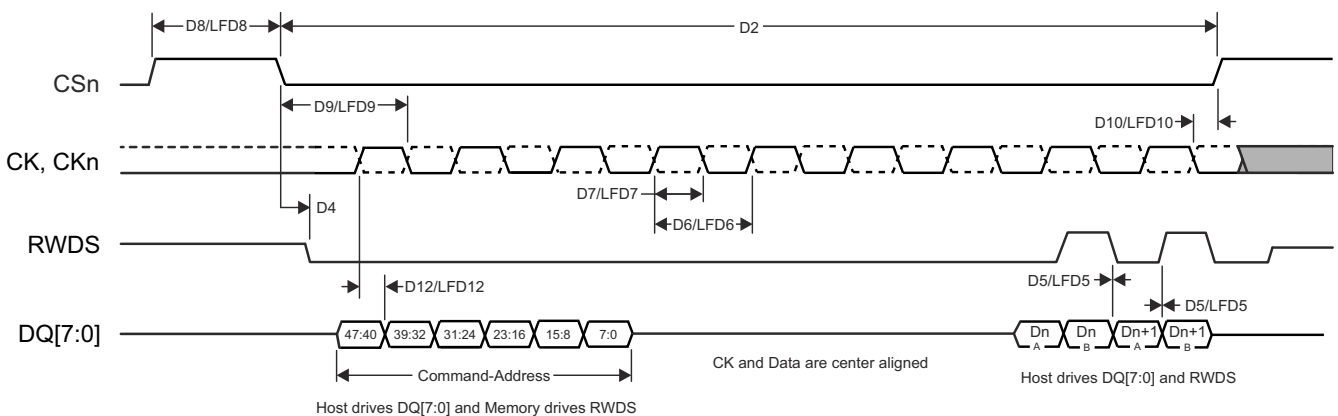 D8/LFD8
D2
CSn
D9/LFD9
D10/LFD10
CK, CKn
D7/LFD7
D4
D6/LFD6
RWDS
D12/LFD12
D5/LFD5
D5/LFD5
DQ[7:0]
47:40 39:32 31:24 23:16 15:8 7:0
Dn A Dn B Dn+1 A Dn+1 B
CK and Data are center aligned
Command-Address
Host drives DQ[7:0] and RWDS
Host drives DQ[7:0] and Memory drives RWDS